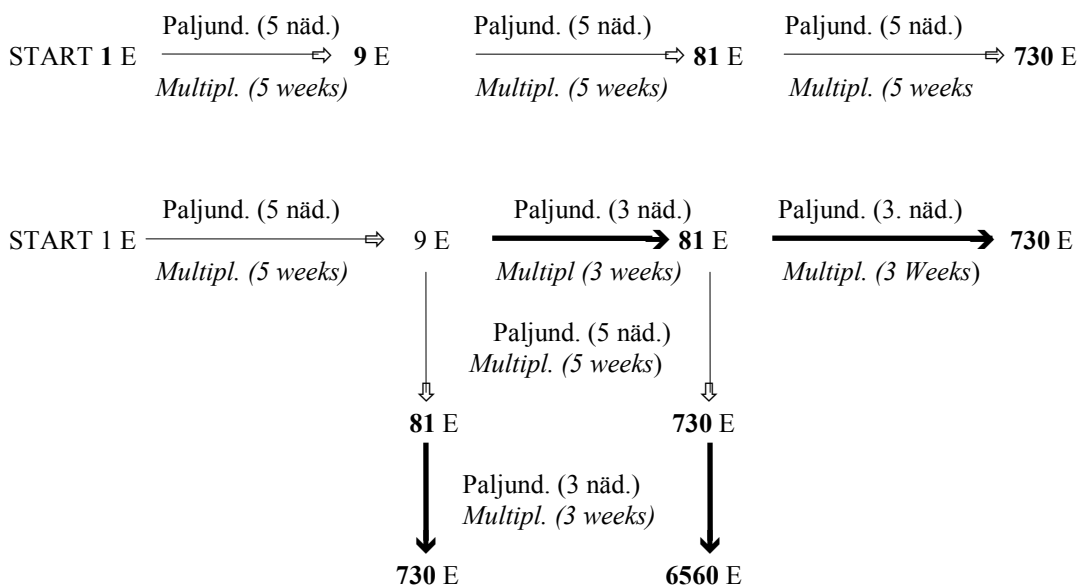 Paljund. (5 näd.) Paljund. (5 näd.) Paljund. (5 näd.)
START 1 E 9 E 81 E 730 E
Multipl. (5 weeks) Multipl. (5 weeks) Multipl. (5 weeks
Paljund. (5 näd.) Paljund. (3 näd.) Paljund. (3. näd.)
START 1 E 9 E 81 E 730 E
Multipl. (5 weeks) Multipl (3 weeks) Multipl. (3 Weeks)
Paljund. (5 näd.)
Multipl. (5 weeks)
81 E 730 E
Paljund. (3 näd.)
Multipl. (3 weeks)
730 E 6560 E